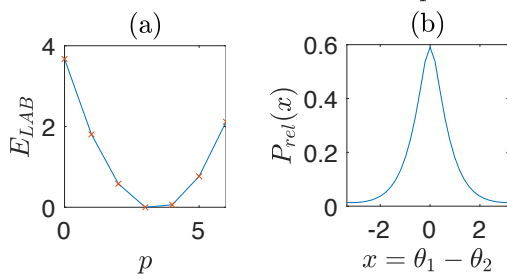 (a)
4
2
0
E_{LAB}
0
5
p
(b)
0.6
0.4
0.2
0
P_{rel}(x)
-2
0
2
x = θ_1 − θ_2